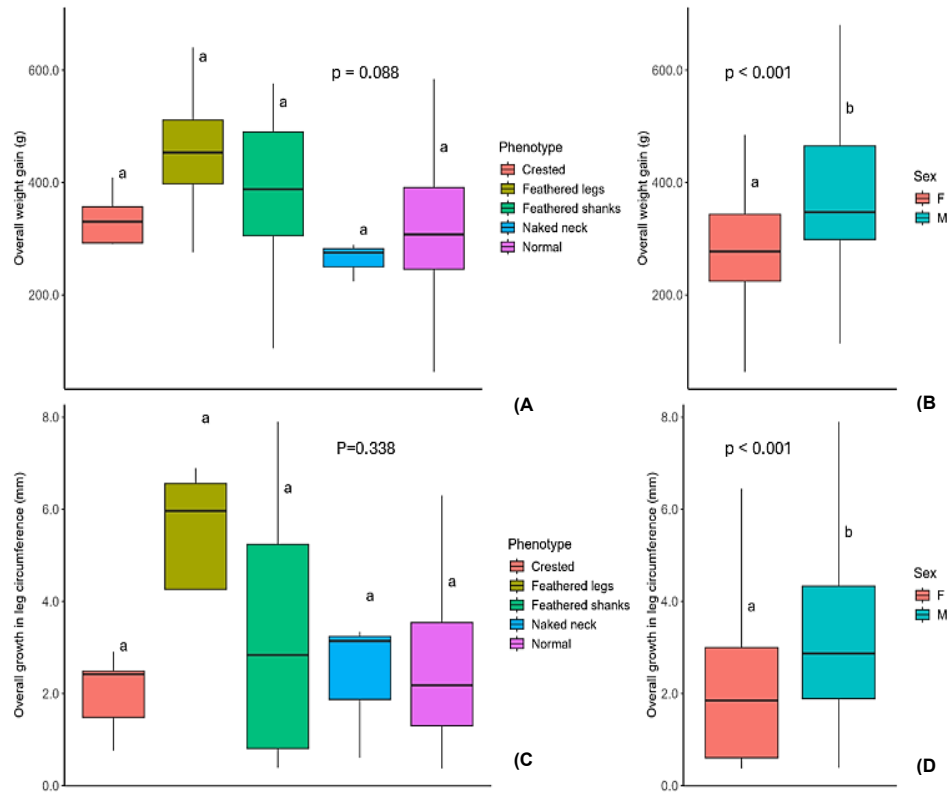 Overall weight gain (g)
600.0
400.0
200.0
a
a
a
a
a
p = 0.088
Phenotype
Crested
Feathered legs
Feathered shanks
Naked neck
Normal
(A
Overall weight gain (g)
600.0
400.0
200.0
p < 0.001
a
b
Sex
F
M
(B
Overall growth in leg circumference (mm)
8.0
6.0
4.0
2.0
0.0
a
a
a
a
a
P=0.338
Phenotype
Crested
Feathered legs
Feathered shanks
Naked neck
Normal
(C
Overall growth in leg circumference (mm)
8.0
6.0
4.0
2.0
0.0
p < 0.001
a
b
Sex
F
M
(D